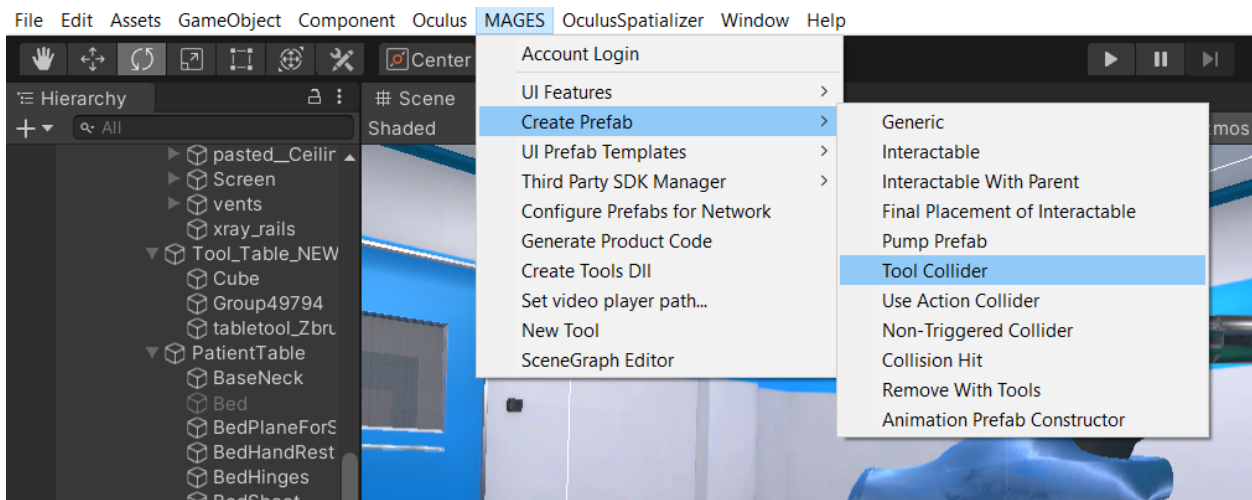 File Edit Assets GameObject Component Oculus MAGES OculusSpatializer Window Help
Center
Hierarchy
# Scene
All
Shaded
pasted__Ceilir
Screen
vents
xray_rails
Tool_Table_NEW
Cube
Group49794
tabletool_Zbru
PatientTable
BaseNeck
Bed
BedPlaneForS
BedHandRest
BedHinges
BedSheet
Account Login
UI Features
Create Prefab
UI Prefab Templates
Third Party SDK Manager
Configure Prefabs for Network
Generate Product Code
Create Tools Dll
Set video player path...
New Tool
SceneGraph Editor
Generic
Interactable
Interactable With Parent
Final Placement of Interactable
Pump Prefab
Tool Collider
Use Action Collider
Non-Triggered Collider
Collision Hit
Remove With Tools
Animation Prefab Constructor
zmos